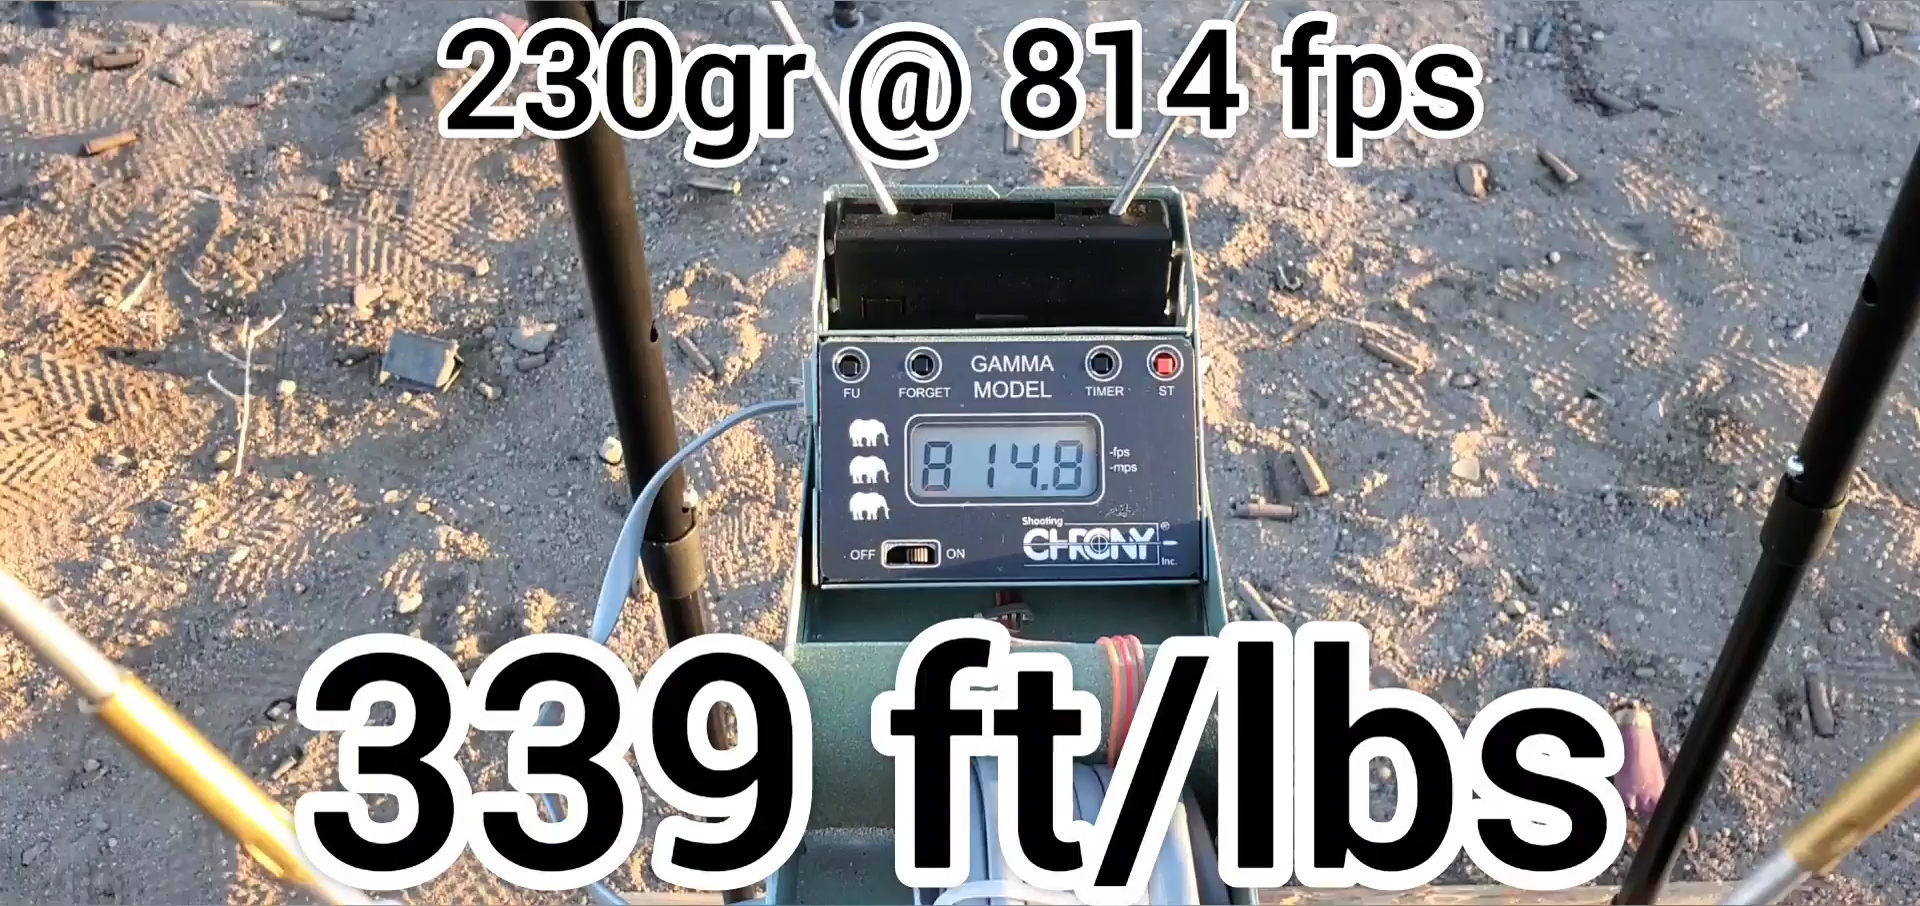 230gr @ 814 fps
GAMMA
MODEL
FU
FORGET
TIMER
ST
814.8
-fps
-mps
Shooting
CHRONY®
Inc.
OFF
ON
339 ft/lbs